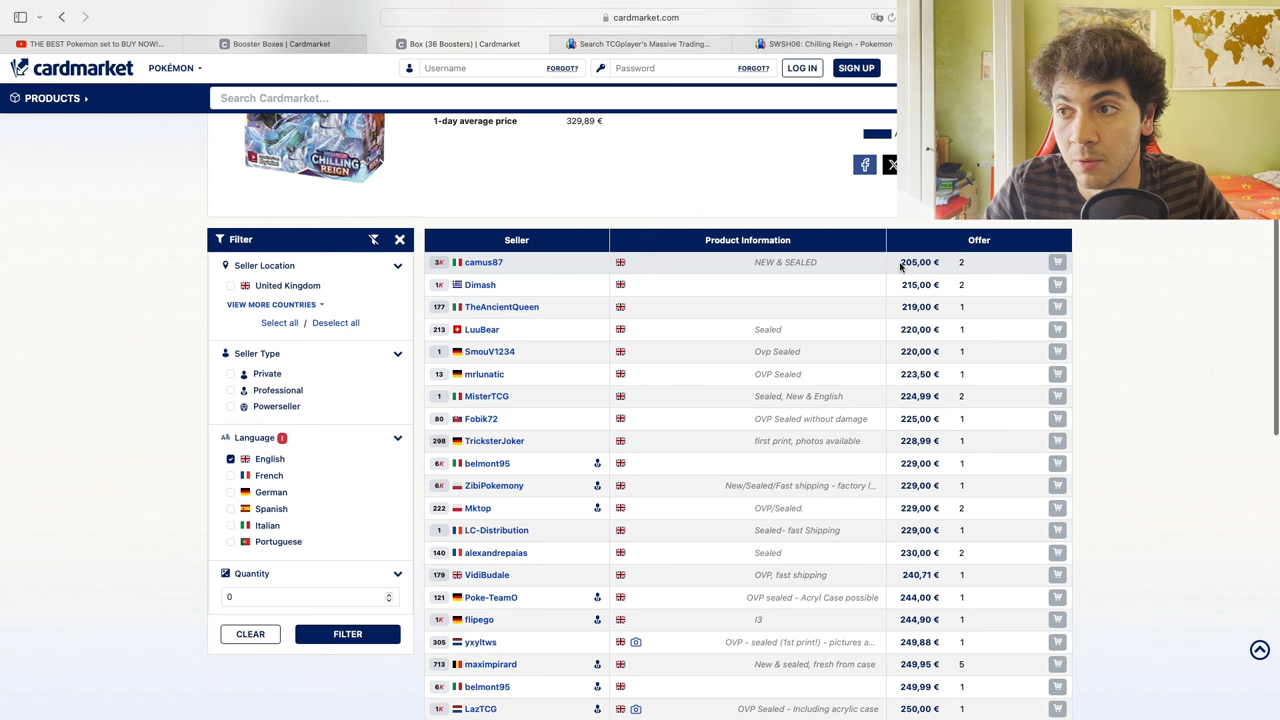 cardmarket.com
THE BEST Pokemon set to BUY NOW!...
Booster Boxes | Cardmarket
Box (36 Boosters) | Cardmarket
Search TCGplayer's Massive Trading...
SWSH06: Chilling Reign - Pokemon
cardmarket
POKÉMON
Username
FORGOT?
Password
FORGOT?
LOG IN
SIGN UP
PRODUCTS
Search Cardmarket...
1-day average price 329,89 €
CHILLING REIGN
Filter
Seller Location
United Kingdom
VIEW MORE COUNTRIES
Select all / Deselect all
Seller Type
Private
Professional
Powerseller
Language !
English
French
German
Spanish
Italian
Portuguese
Quantity
0
CLEAR
FILTER
Seller Product Information Offer
3K camus87 NEW & SEALED 205,00 € 2
1K Dimash 215,00 € 2
177 TheAncientQueen 219,00 € 1
213 LuuBear Sealed 220,00 € 1
1 SmouV1234 Ovp Sealed 220,00 € 1
13 mrlunatic OVP Sealed 223,50 € 1
1 MisterTCG Sealed, New & English 224,99 € 2
80 Fobik72 OVP Sealed without damage 225,00 € 1
298 TricksterJoker first print, photos available 228,99 € 1
6K belmont95 229,00 € 1
6K ZibiPokemony New/Sealed/Fast shipping - factory l... 229,00 € 1
222 Mktop OVP/Sealed. 229,00 € 2
1 LC-Distribution Sealed- fast Shipping 229,00 € 1
140 alexandrepaias Sealed 230,00 € 2
179 VidiBudale OVP, fast shipping 240,71 € 1
121 Poke-TeamO OVP sealed - Acryl Case possible 244,00 € 1
1K flipego I3 244,90 € 1
305 yxyltws OVP - sealed (1st print!) - pictures a... 249,88 € 1
713 maximpirard New & sealed, fresh from case 249,95 € 5
6K belmont95 249,99 € 1
1K LazTCG OVP Sealed - Including acrylic case 250,00 € 1